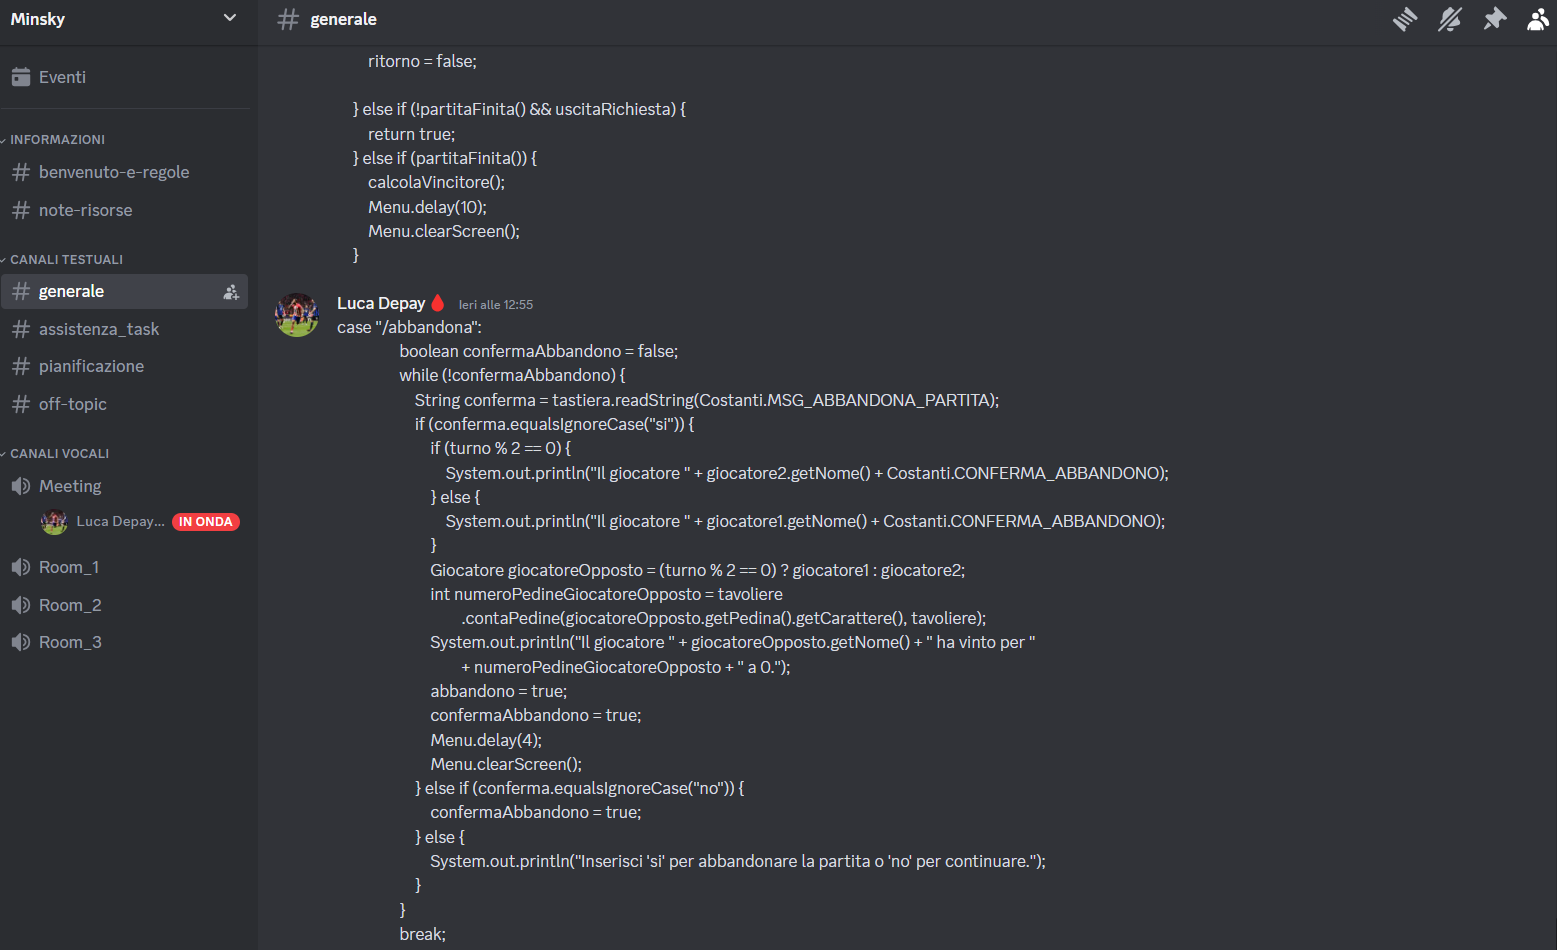 Minsky
Eventi
INFORMAZIONI
benvenuto-e-regole
note-risorse
CANALI TESTUALI
generale
assistenza_task
pianificazione
off-topic
CANALI VOCALI
Meeting
Luca Depay... IN ONDA
Room_1
Room_2
Room_3
generale
ritorno = false;
} else if (!partitaFinita() && uscitaRichiesta) {
return true;
} else if (partitaFinita()) {
calcolaVincitore();
Menu.delay(10);
Menu.clearScreen();
}
Luca Depay Ieri alle 12:55
case "/abbandona":
boolean confermaAbbandono = false;
while (!confermaAbbandono) {
String conferma = tastiera.readString(Costanti.MSG_ABBANDONA_PARTITA);
if (conferma.equalsIgnoreCase("si")) {
if (turno % 2 == 0) {
System.out.println("Il giocatore " + giocatore2.getNome() + Costanti.CONFERMA_ABBANDONO);
} else {
System.out.println("Il giocatore " + giocatore1.getNome() + Costanti.CONFERMA_ABBANDONO);
}
Giocatore giocatoreOpposto = (turno % 2 == 0) ? giocatore1 : giocatore2;
int numeroPedineGiocatoreOpposto = tavoliere
.contaPedine(giocatoreOpposto.getPedina().getCarattere(), tavoliere);
System.out.println("Il giocatore " + giocatoreOpposto.getNome() + " ha vinto per "
+ numeroPedineGiocatoreOpposto + " a 0.");
abbandono = true;
confermaAbbandono = true;
Menu.delay(4);
Menu.clearScreen();
} else if (conferma.equalsIgnoreCase("no")) {
confermaAbbandono = true;
} else {
System.out.println("Inserisci 'si' per abbandonare la partita o 'no' per continuare.");
}
}
break;